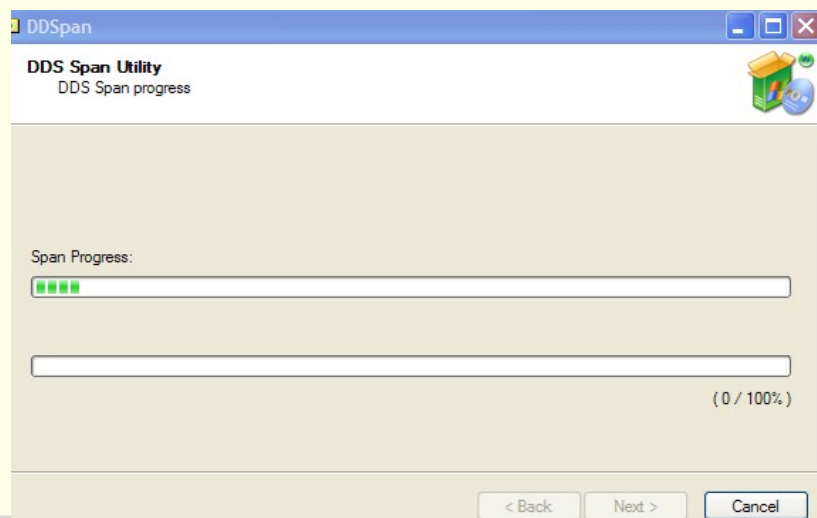 DDSpan
DDS Span Utility
DDS Span progress
Span Progress:
( 0 / 100% )
< Back
Next >
Cancel